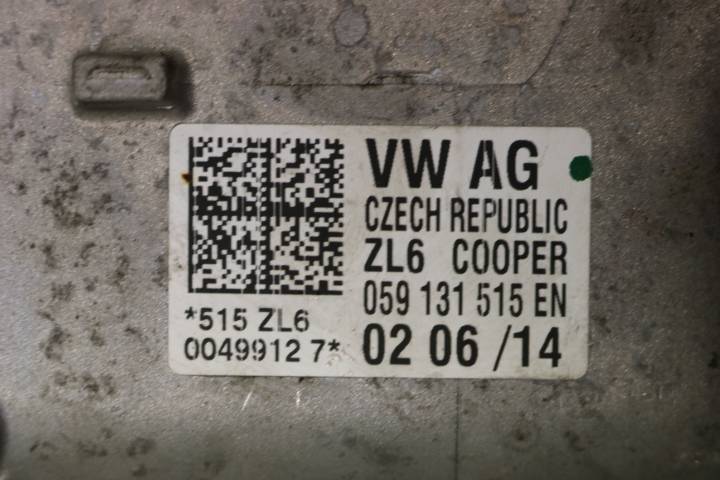 VW AG
CZECH REPUBLIC
ZL6 COOPER
059 131 515 EN
02 06 /14
*515 ZL6
0049912 7*